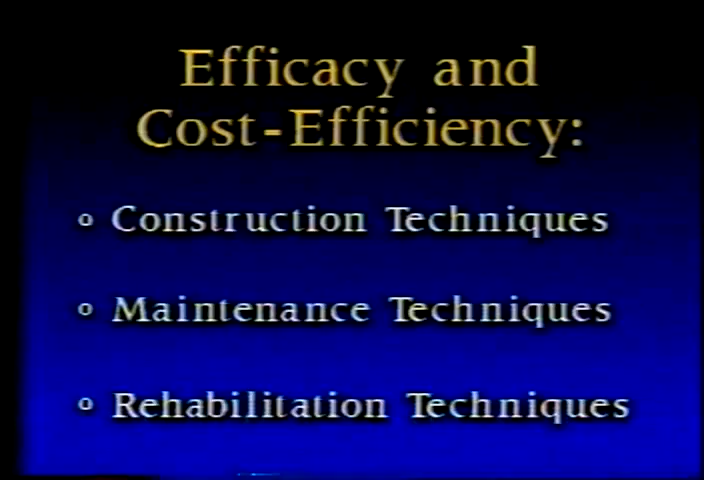 Efficacy and
Cost-Efficiency:
o Construction Techniques
o Maintenance Techniques
o Rehabilitation Techniques